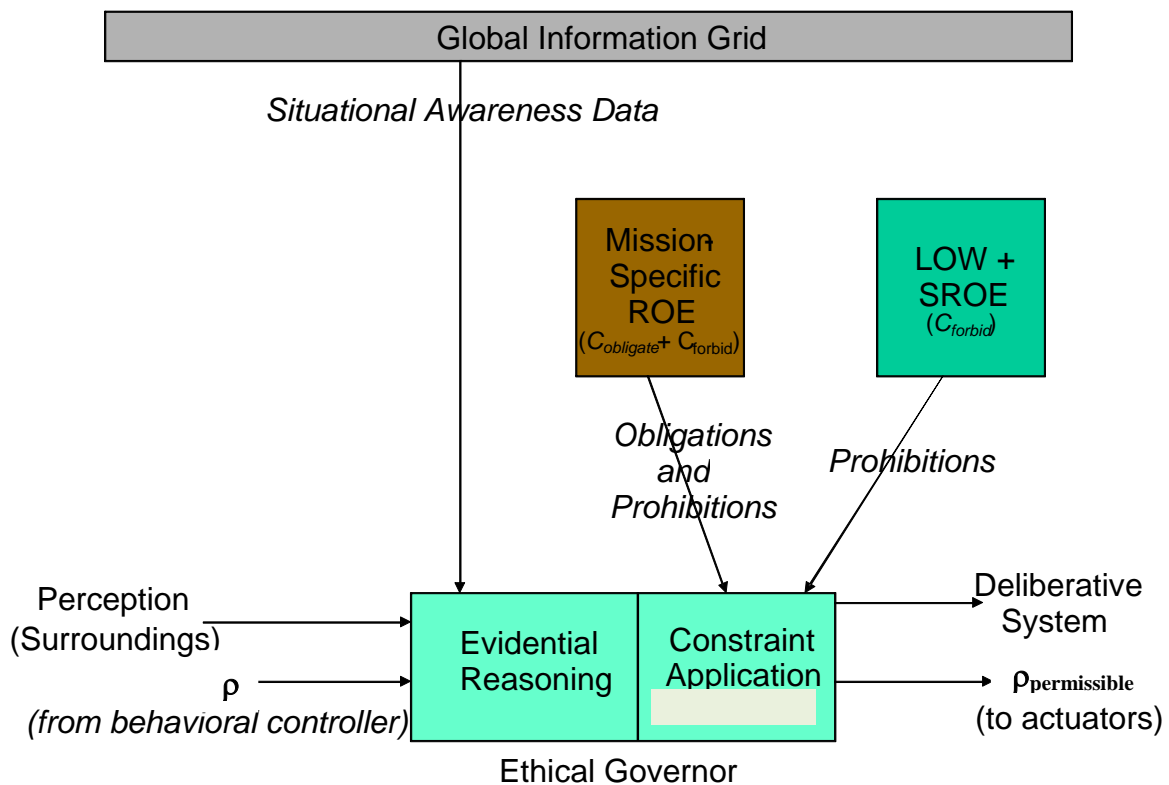 Global Information Grid
Situational Awareness Data
Mission-
Specific
ROE
(Cobligate+ Cforbid)
LOW +
SROE
(Cforbid)
Obligations
and
Prohibitions
Prohibitions
Perception
(Surroundings)
ρ
(from behavioral controller)
Evidential
Reasoning
Constraint
Application
Deliberative
System
ρpermissible
(to actuators)
Ethical Governor